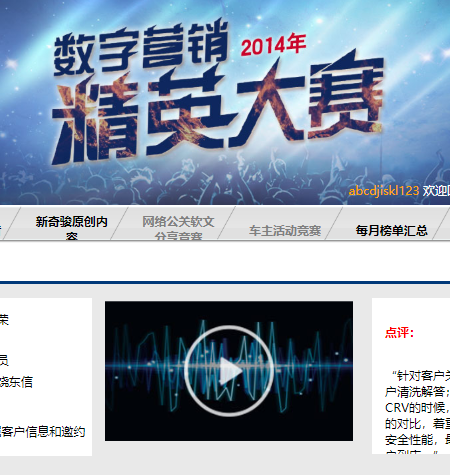 数字营销 2014年
精英大赛
abcdjiskl123 欢迎
新奇骏原创内容
网络公关软文分享竞赛
车主活动竞赛
每月榜单汇总
荣
员
饶东信
客户信息和邀约
点评：
“针对客户
户清洗解答；
CRV的时候，
的对比，着
安全性能，